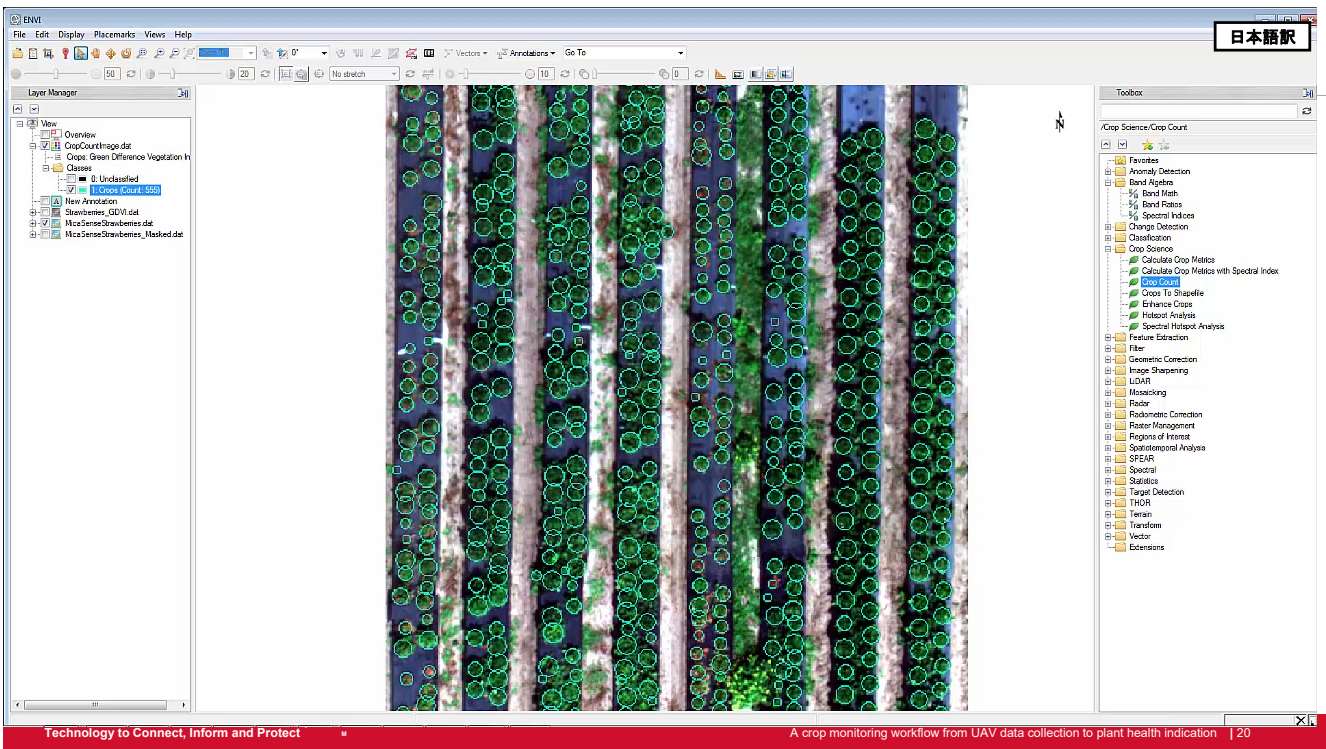 ENVI
File Edit Display Placemarks Views Help
日本語訳
50 20 No stretch 10 0
0° Vectors Annotations Go To
Layer Manager
View
Overview
CropCountImage.dat
Crops: Green Difference Vegetation In
Classes
0: Unclassified
1: Crops (Count: 555)
New Annotation
Strawberries_GDVI.dat
MicaSenseStrawberries.dat
MicaSenseStrawberries_Masked.dat
N
Toolbox
/Crop Science/Crop Count
Favorites
Anomaly Detection
Band Algebra
Band Math
Band Ratios
Spectral Indices
Change Detection
Classification
Crop Science
Calculate Crop Metrics
Calculate Crop Metrics with Spectral Index
Crop Count
Crops To Shapefile
Enhance Crops
Hotspot Analysis
Spectral Hotspot Analysis
Feature Extraction
Filter
Geometric Correction
Image Sharpening
LiDAR
Mosaicking
Radar
Radiometric Correction
Raster Management
Regions of Interest
Spatiotemporal Analysis
SPEAR
Spectral
Statistics
Target Detection
THOR
Terrain
Transform
Vector
Extensions
Technology to Connect, Inform and Protect
A crop monitoring workflow from UAV data collection to plant health indication | 20